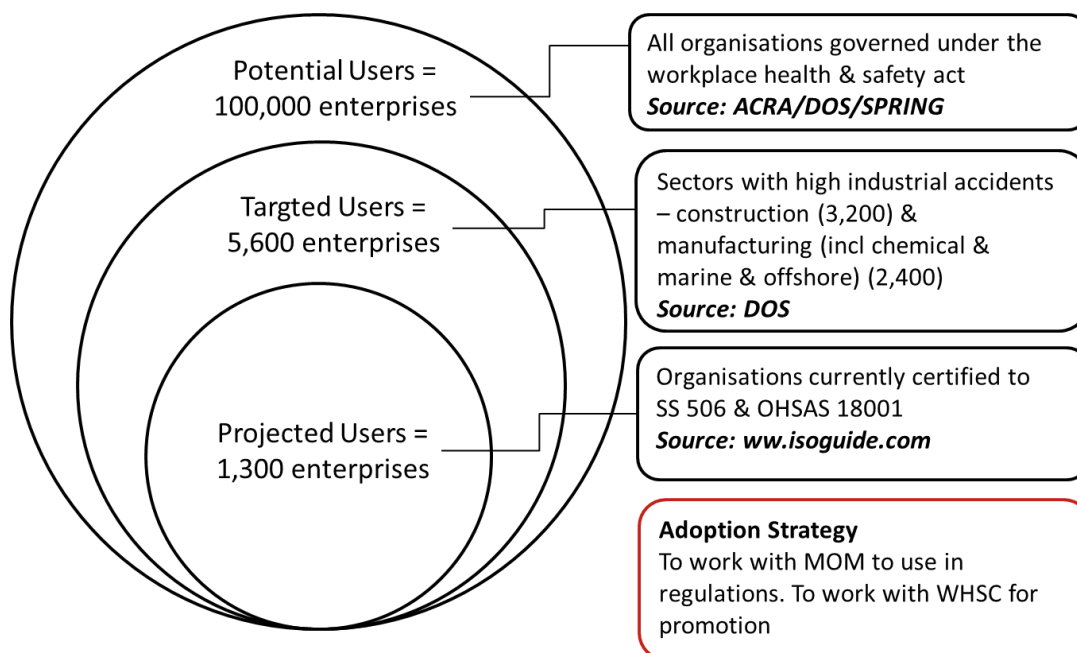 Potential Users =
100,000 enterprises
All organisations governed under the
workplace health & safety act
Source: ACRA/DOS/SPRING
Targted Users =
5,600 enterprises
Sectors with high industrial accidents
– construction (3,200) &
manufacturing (incl chemical &
marine & offshore) (2,400)
Source: DOS
Projected Users =
1,300 enterprises
Organisations currently certified to
SS 506 & OHSAS 18001
Source: ww.isoguide.com
Adoption Strategy
To work with MOM to use in
regulations. To work with WHSC for
promotion